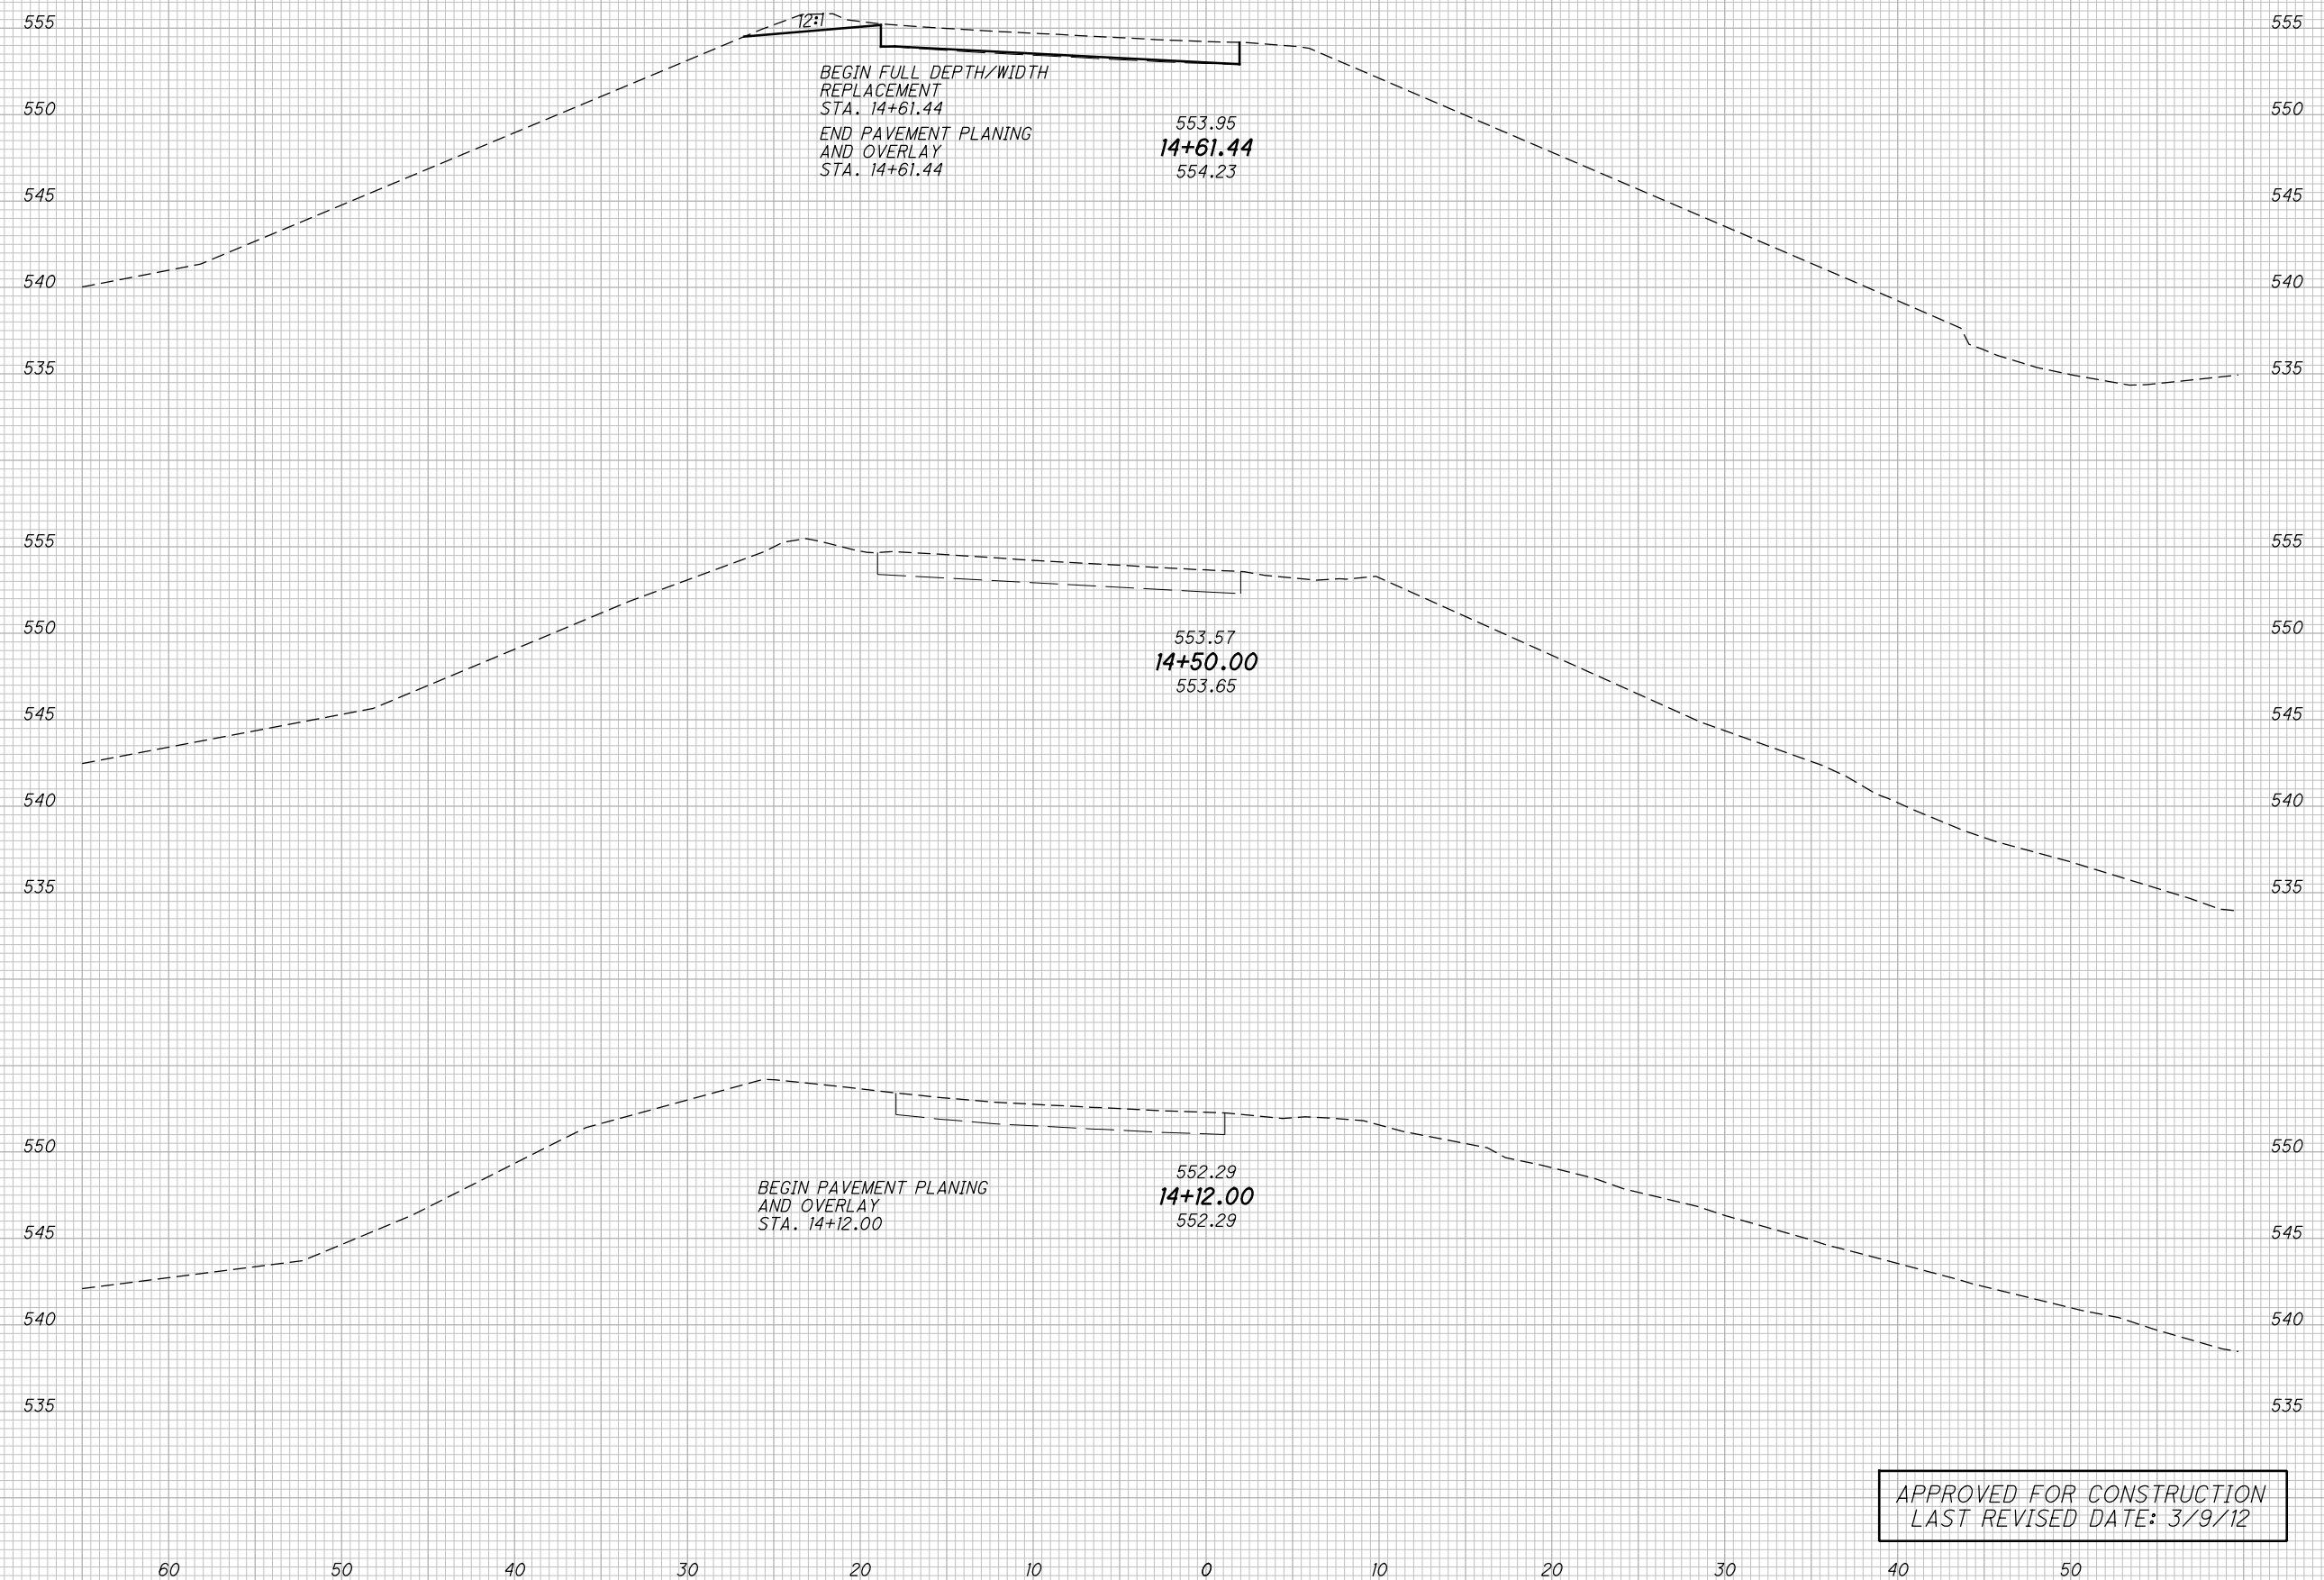 555 12:1 555
BEGIN FULL DEPTH/WIDTH
REPLACEMENT
STA. 14+61.44
550 550
END PAVEMENT PLANING
AND OVERLAY
STA. 14+61.44
553.95
14+61.44
554.23
545 545
540 540
535 535
555 555
550 550
553.57
14+50.00
553.65
545 545
540 540
535 535
550 550
552.29
14+12.00
552.29
BEGIN PAVEMENT PLANING
AND OVERLAY
STA. 14+12.00
545 545
540 540
535 535
APPROVED FOR CONSTRUCTION
LAST REVISED DATE: 3/9/12
60 50 40 30 20 10 0 10 20 30 40 50